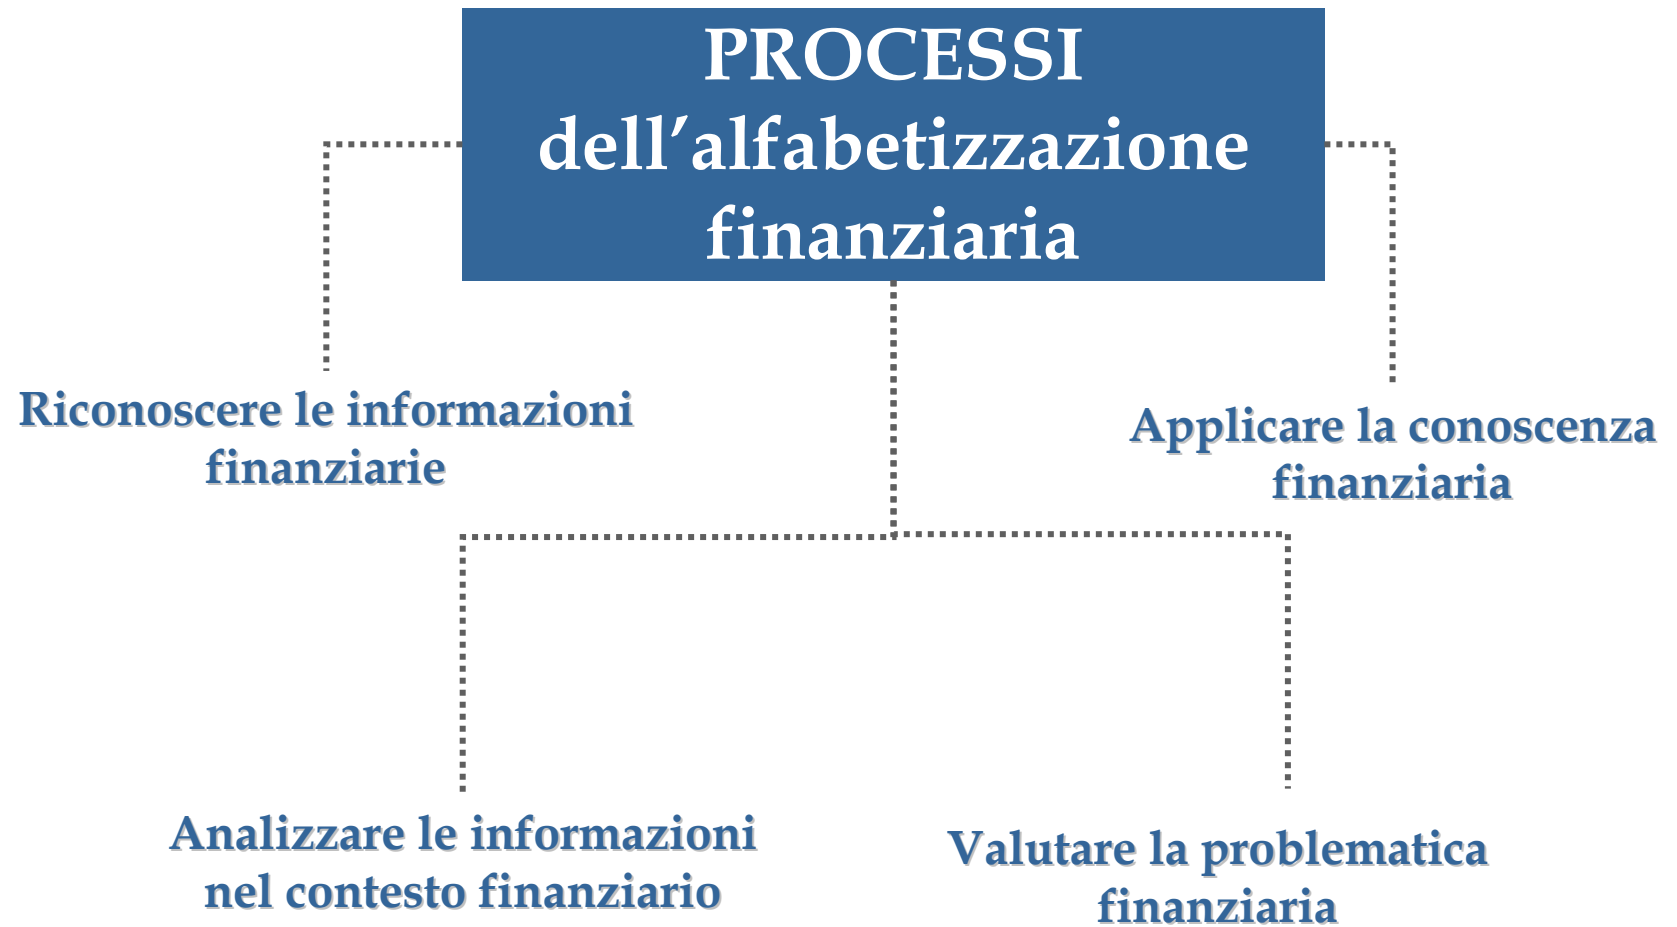 PROCESSI
dell’alfabetizzazione
finanziaria
Riconoscere le informazioni
finanziarie
Applicare la conoscenza
finanziaria
Analizzare le informazioni
nel contesto finanziario
Valutare la problematica
finanziaria